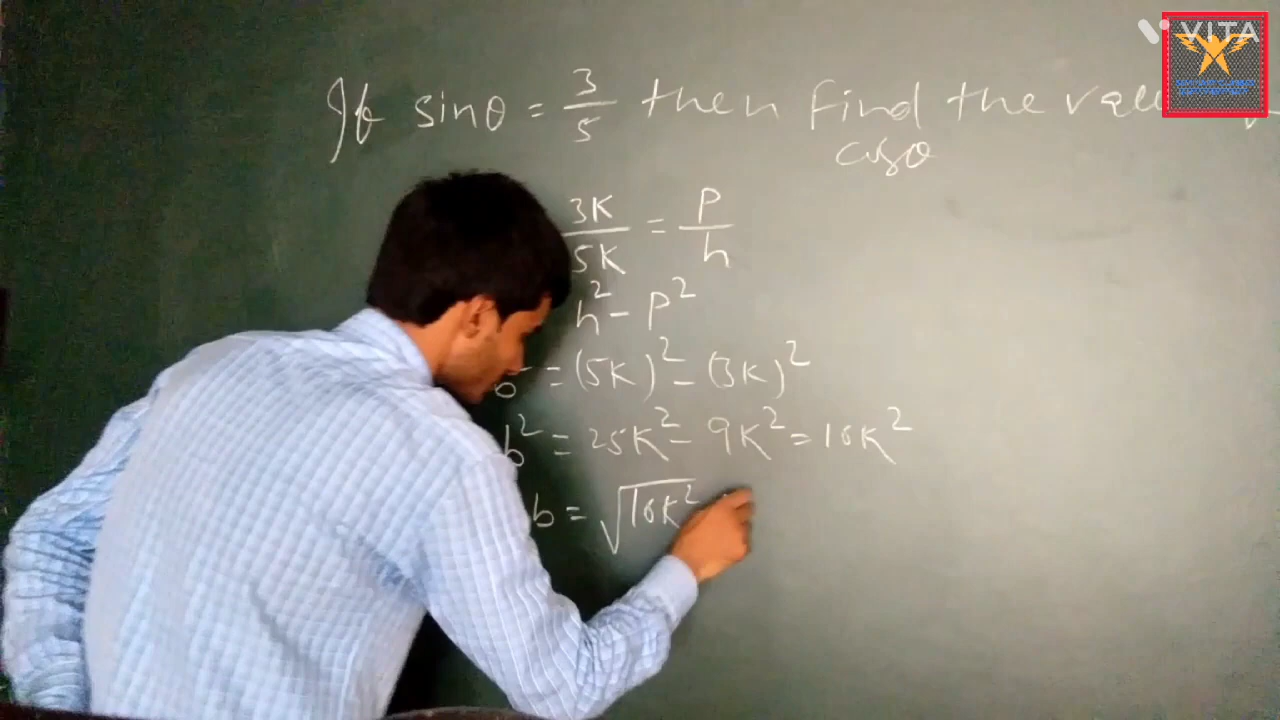 VITA
If sinθ = 3/5 then find the
cosθ
3K/5K = P/h
h² - P²
b² = (5K)² - (3K)²
b² = 25K² - 9K² = 16K²
b = √16K²